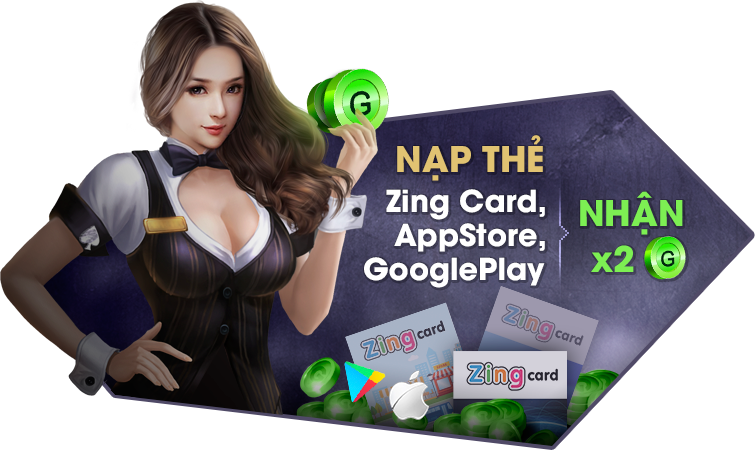 G
NẠP THẺ
Zing Card,
AppStore,
GooglePlay
NHẬN
x2 G
Zing card
Zing card
Zing card